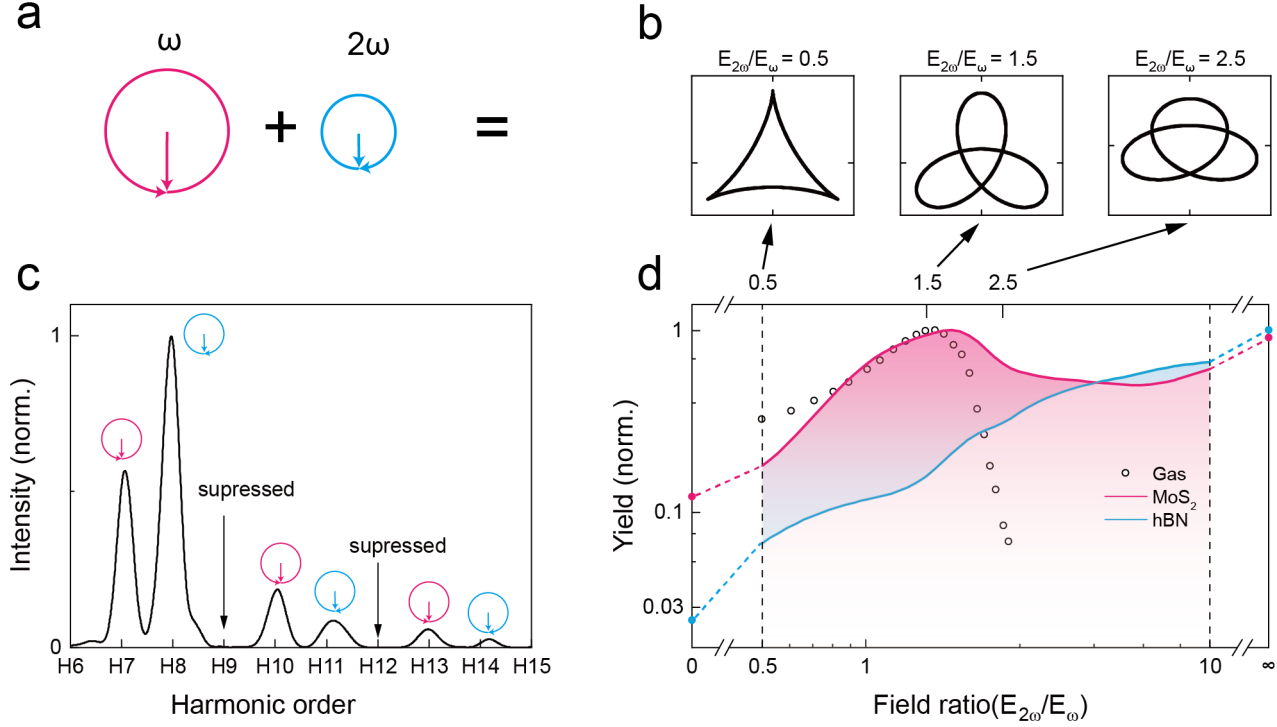 a
ω
2ω
+
=
b
E2ω/Eω = 0.5
E2ω/Eω = 1.5
E2ω/Eω = 2.5
0.5
1.5
2.5
c
Intensity (norm.)
1
0
supressed
supressed
H6 H7 H8 H9 H10 H11 H12 H13 H14 H15
Harmonic order
d
Yield (norm.)
1
0.1
0.03
Gas
MoS2
hBN
0 0.5 1 10 ∞
Field ratio(E2ω/Eω)